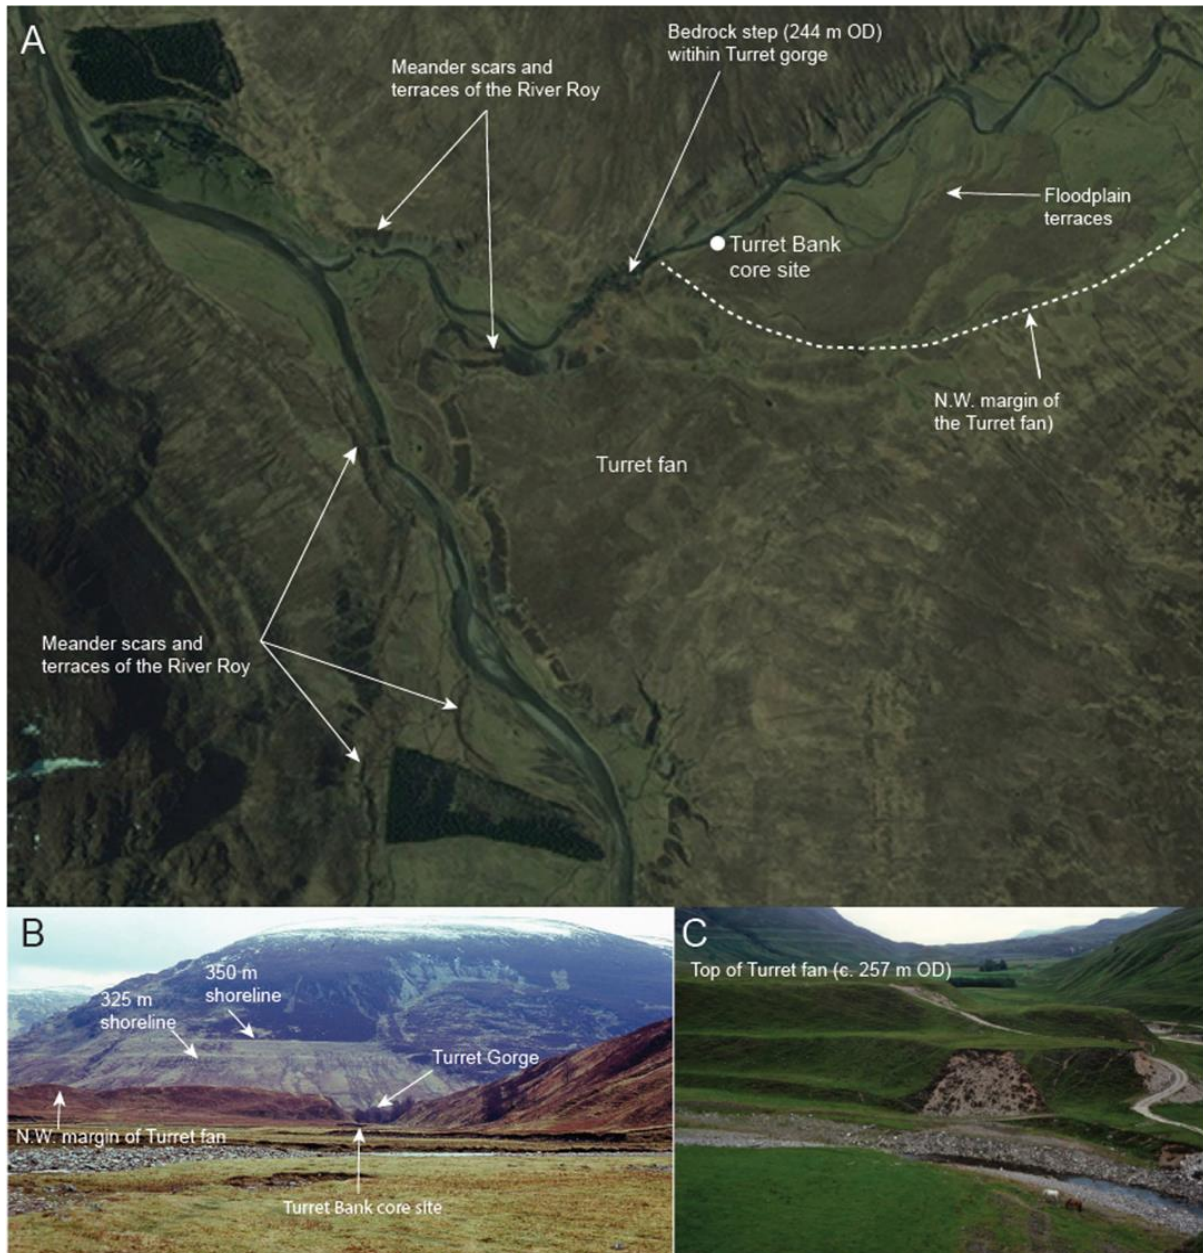 A
Bedrock step (244 m OD)
witihin Turret gorge
Meander scars and
terraces of the River Roy
Floodplain
terraces
Turret Bank
core site
N.W. margin of
the Turret fan)
Turret fan
Meander scars and
terraces of the River Roy
B
350 m
shoreline
325 m
shoreline
Turret Gorge
N.W. margin of Turret fan
Turret Bank core site
C
Top of Turret fan (c. 257 m OD)